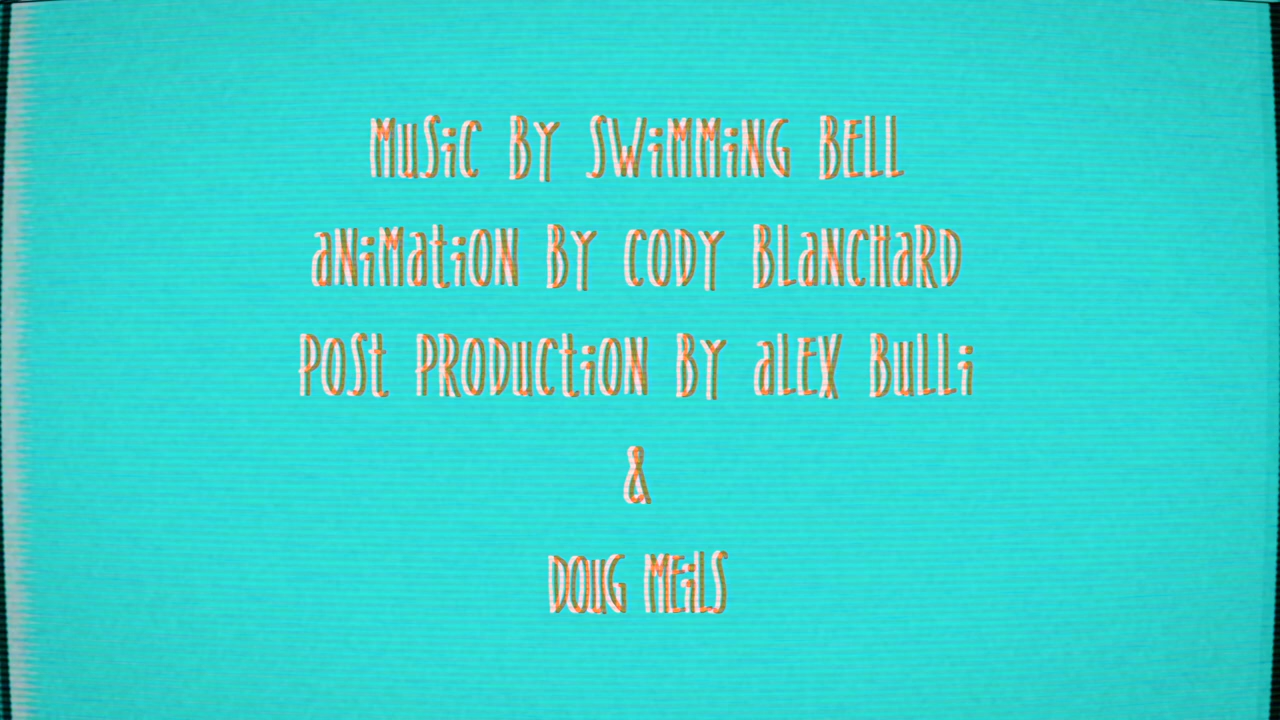 MuSiC BY SWiMMiNG BELL
aNiMatiON BY CODY BLaNCHaRD
POSt PRODuCtiON BY aLEX BuLLi
&
DOuG MEiLS